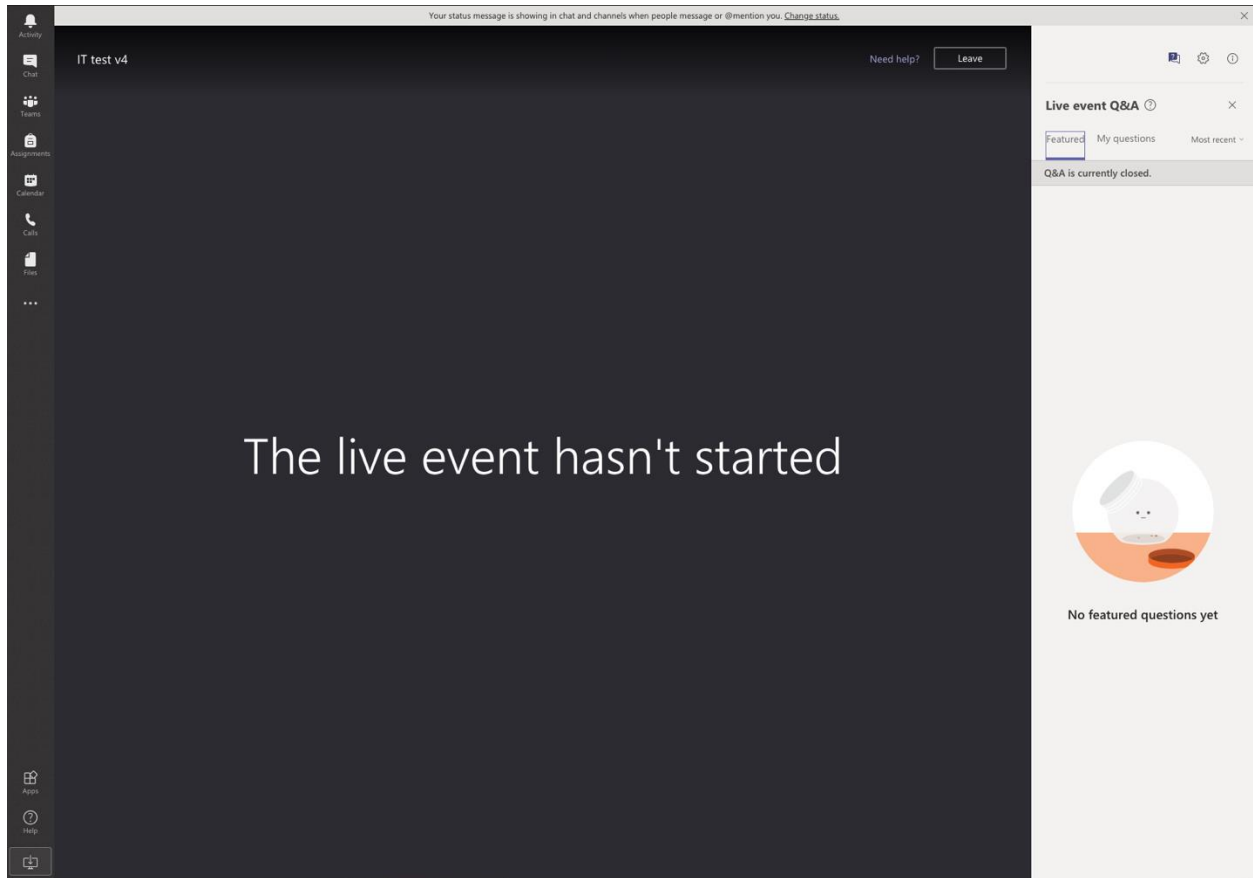 Your status message is showing in chat and channels when people message or @mention you. Change status.
Activity
Chat
Teams
Assignments
Calendar
Calls
Files
Apps
Help
IT test v4
Need help?
Leave
The live event hasn't started
Live event Q&A
Featured
My questions
Most recent
Q&A is currently closed.
No featured questions yet